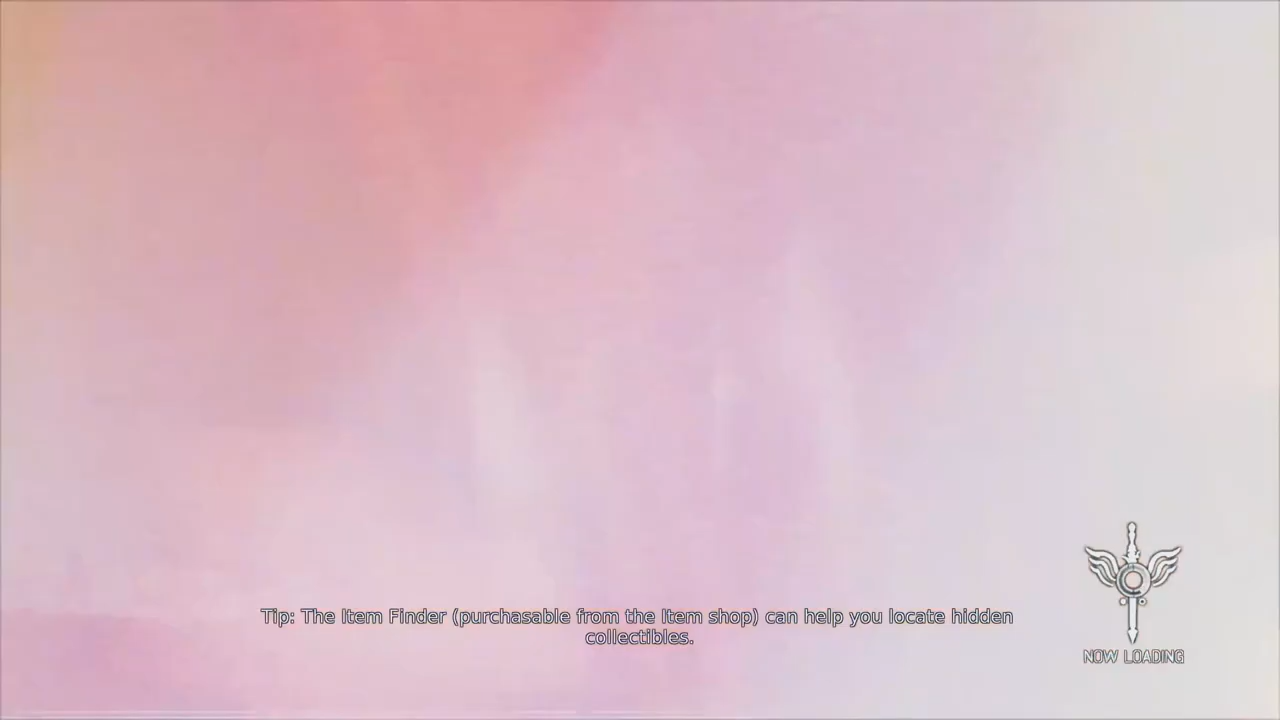 Tip: The Item Finder (purchasable from the Item shop) can help you locate hidden
collectibles.
NOW LOADING